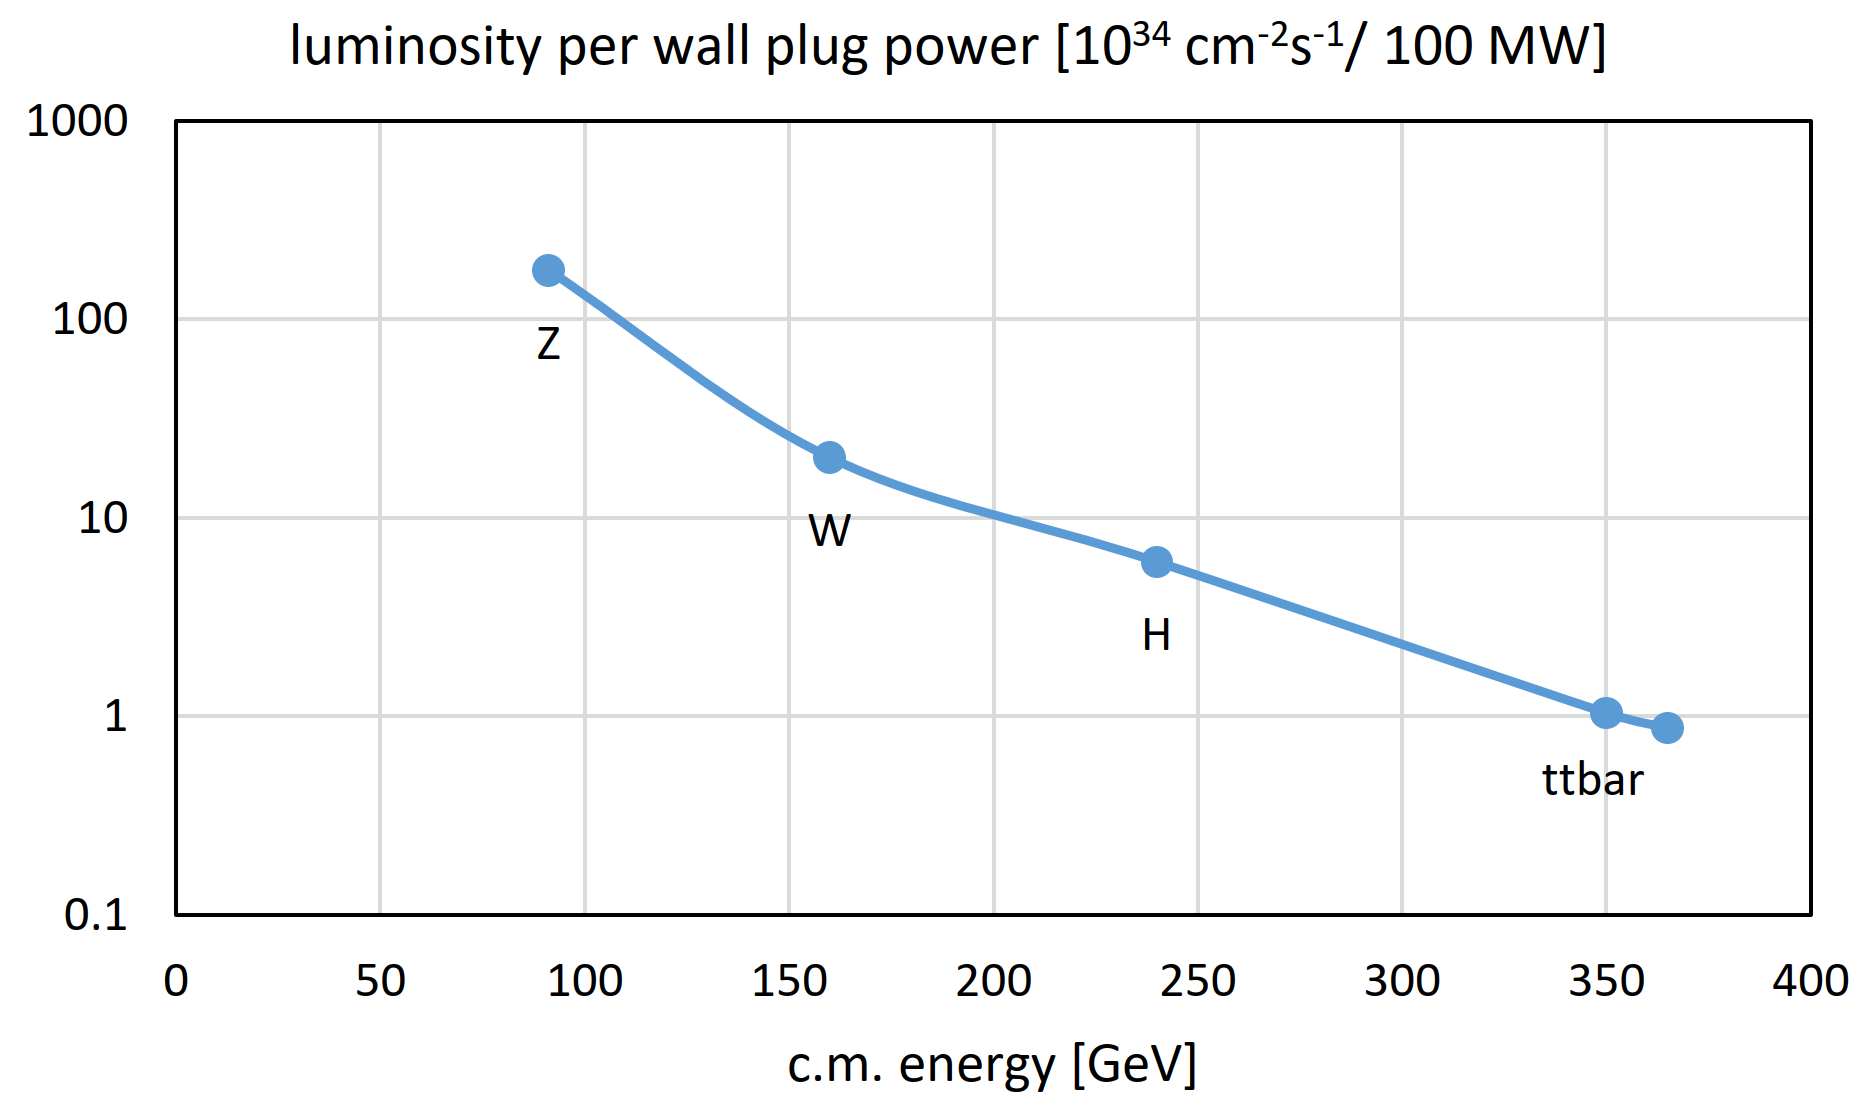 luminosity per wall plug power [10³⁴ cm⁻²s⁻¹/ 100 MW]
1000
100
Z
10
W
H
1
ttbar
0.1
0 50 100 150 200 250 300 350 400
c.m. energy [GeV]